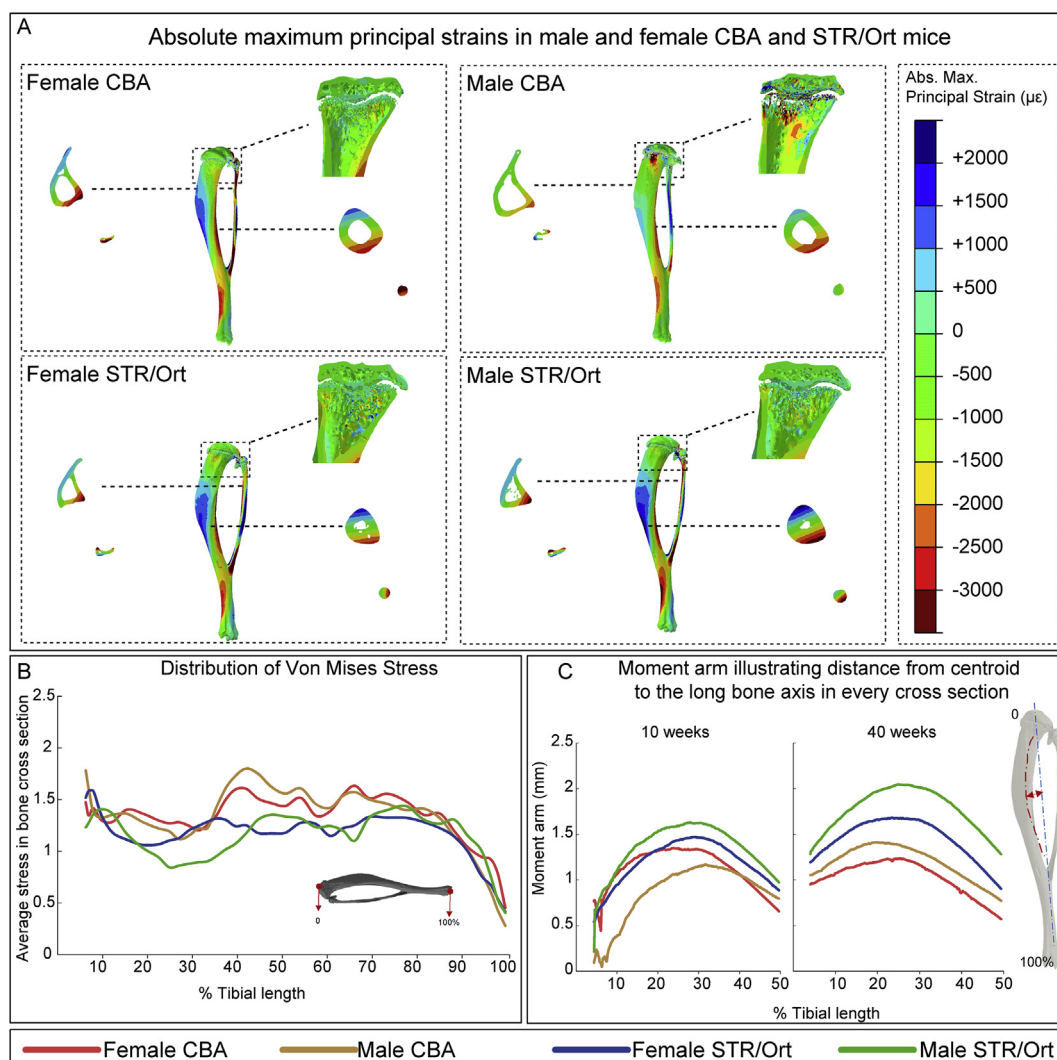 A
Absolute maximum principal strains in male and female CBA and STR/Ort mice
Female CBA
Male CBA
Female STR/Ort
Male STR/Ort
Abs. Max.
Principal Strain (με)
+2000
+1500
+1000
+500
0
-500
-1000
-1500
-2000
-2500
-3000
B
Distribution of Von Mises Stress
Average stress in bone cross section
2.5
2
1.5
1
0.5
0
0
100%
10 20 30 40 50 60 70 80 90 100
% Tibial length
C
Moment arm illustrating distance from centroid
to the long bone axis in every cross section
10 weeks
40 weeks
Moment arm (mm)
2.5
2
1.5
1
0.5
0
10 20 30 40 50
10 20 30 40 50
% Tibial length
0
100%
Female CBA
Male CBA
Female STR/Ort
Male STR/Ort